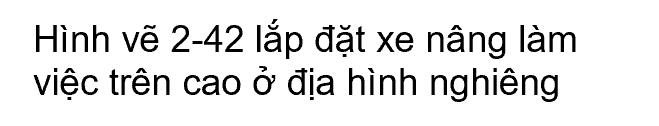 Hình vẽ 2-42 lắp đặt xe nâng làm
việc trên cao ở địa hình nghiêng